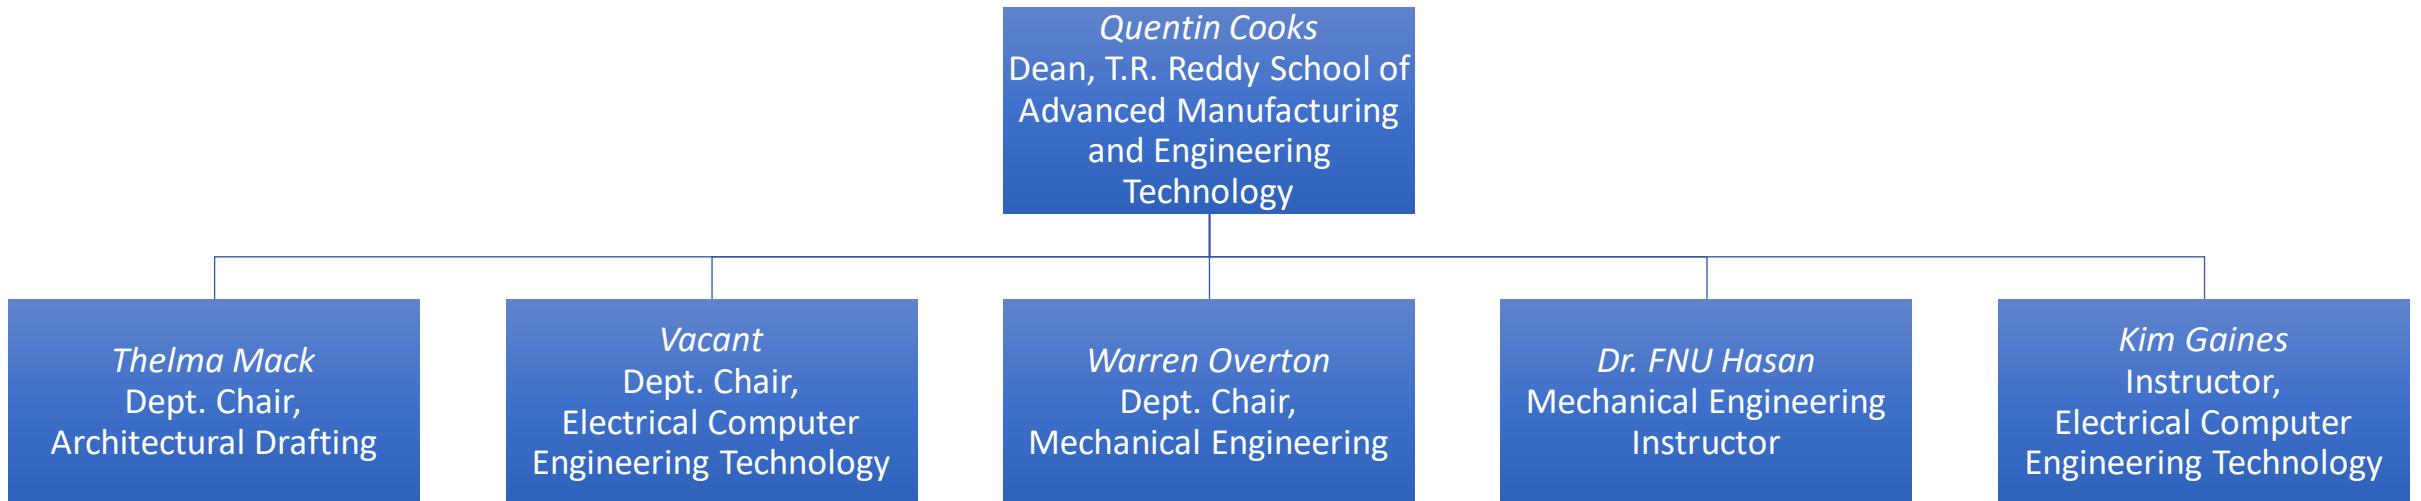 Quentin Cooks
Dean, T.R. Reddy School of
Advanced Manufacturing
and Engineering
Technology
Thelma Mack
Dept. Chair,
Architectural Drafting
Vacant
Dept. Chair,
Electrical Computer
Engineering Technology
Warren Overton
Dept. Chair,
Mechanical Engineering
Dr. FNU Hasan
Mechanical Engineering
Instructor
Kim Gaines
Instructor,
Electrical Computer
Engineering Technology